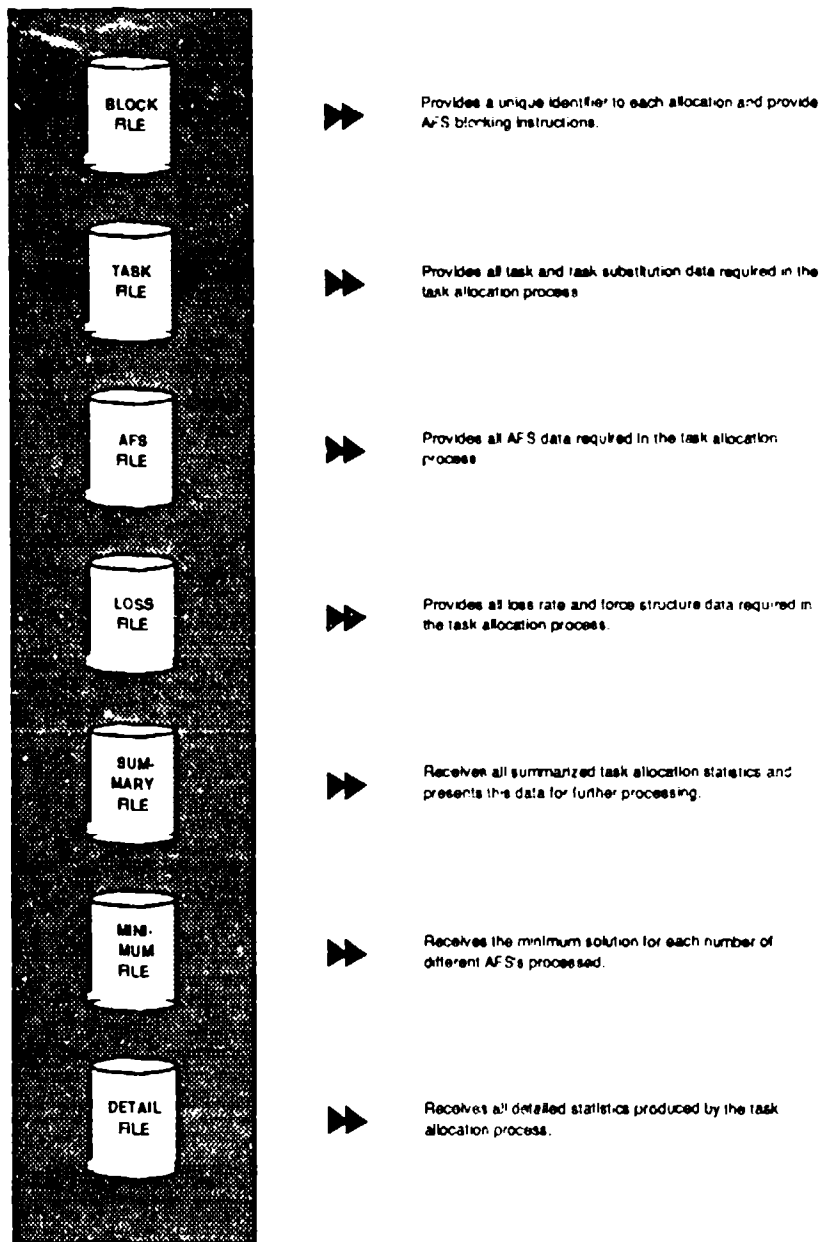 BLOCK
FILE
Provides a unique identifier to each allocation and provide
AFS blocking instructions.
TASK
FILE
Provides all task and task substitution data required in the
task allocation process
AFS
FILE
Provides all AFS data required in the task allocation
process
LOSS
FILE
Provides all loss rate and force structure data required in
the task allocation process.
SUM-
MARY
FILE
Receives all summarized task allocation statistics and
presents this data for further processing.
MINI-
MUM
FILE
Receives the minimum solution for each number of
different AFS's processed.
DETAIL
FILE
Receives all detailed statistics produced by the task
allocation process.